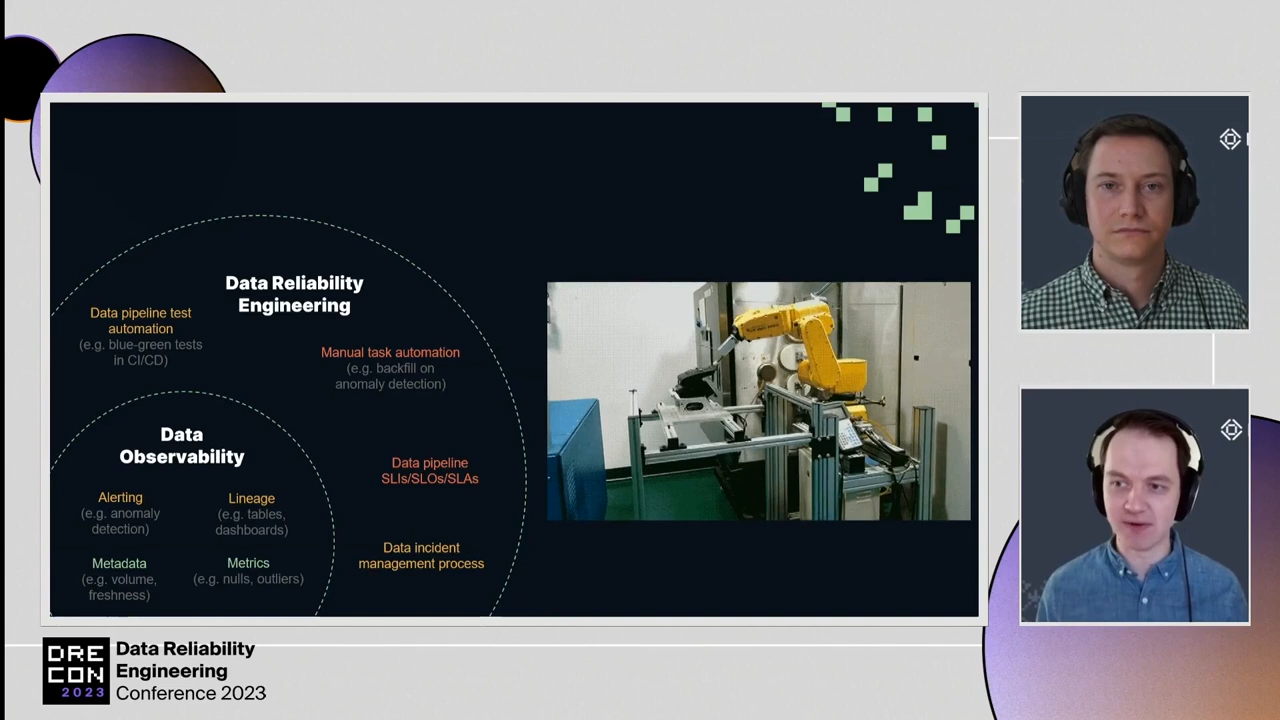 Data Reliability
Engineering
Data pipeline test
automation
(e.g. blue-green tests
in CI/CD)
Manual task automation
(e.g. backfill on
anomaly detection)
Data
Observability
Data pipeline
SLIs/SLOs/SLAs
Alerting
(e.g. anomaly
detection)
Lineage
(e.g. tables,
dashboards)
Data incident
management process
Metadata
(e.g. volume,
freshness)
Metrics
(e.g. nulls, outliers)
DRE
CON
2023
Data Reliability
Engineering
Conference 2023